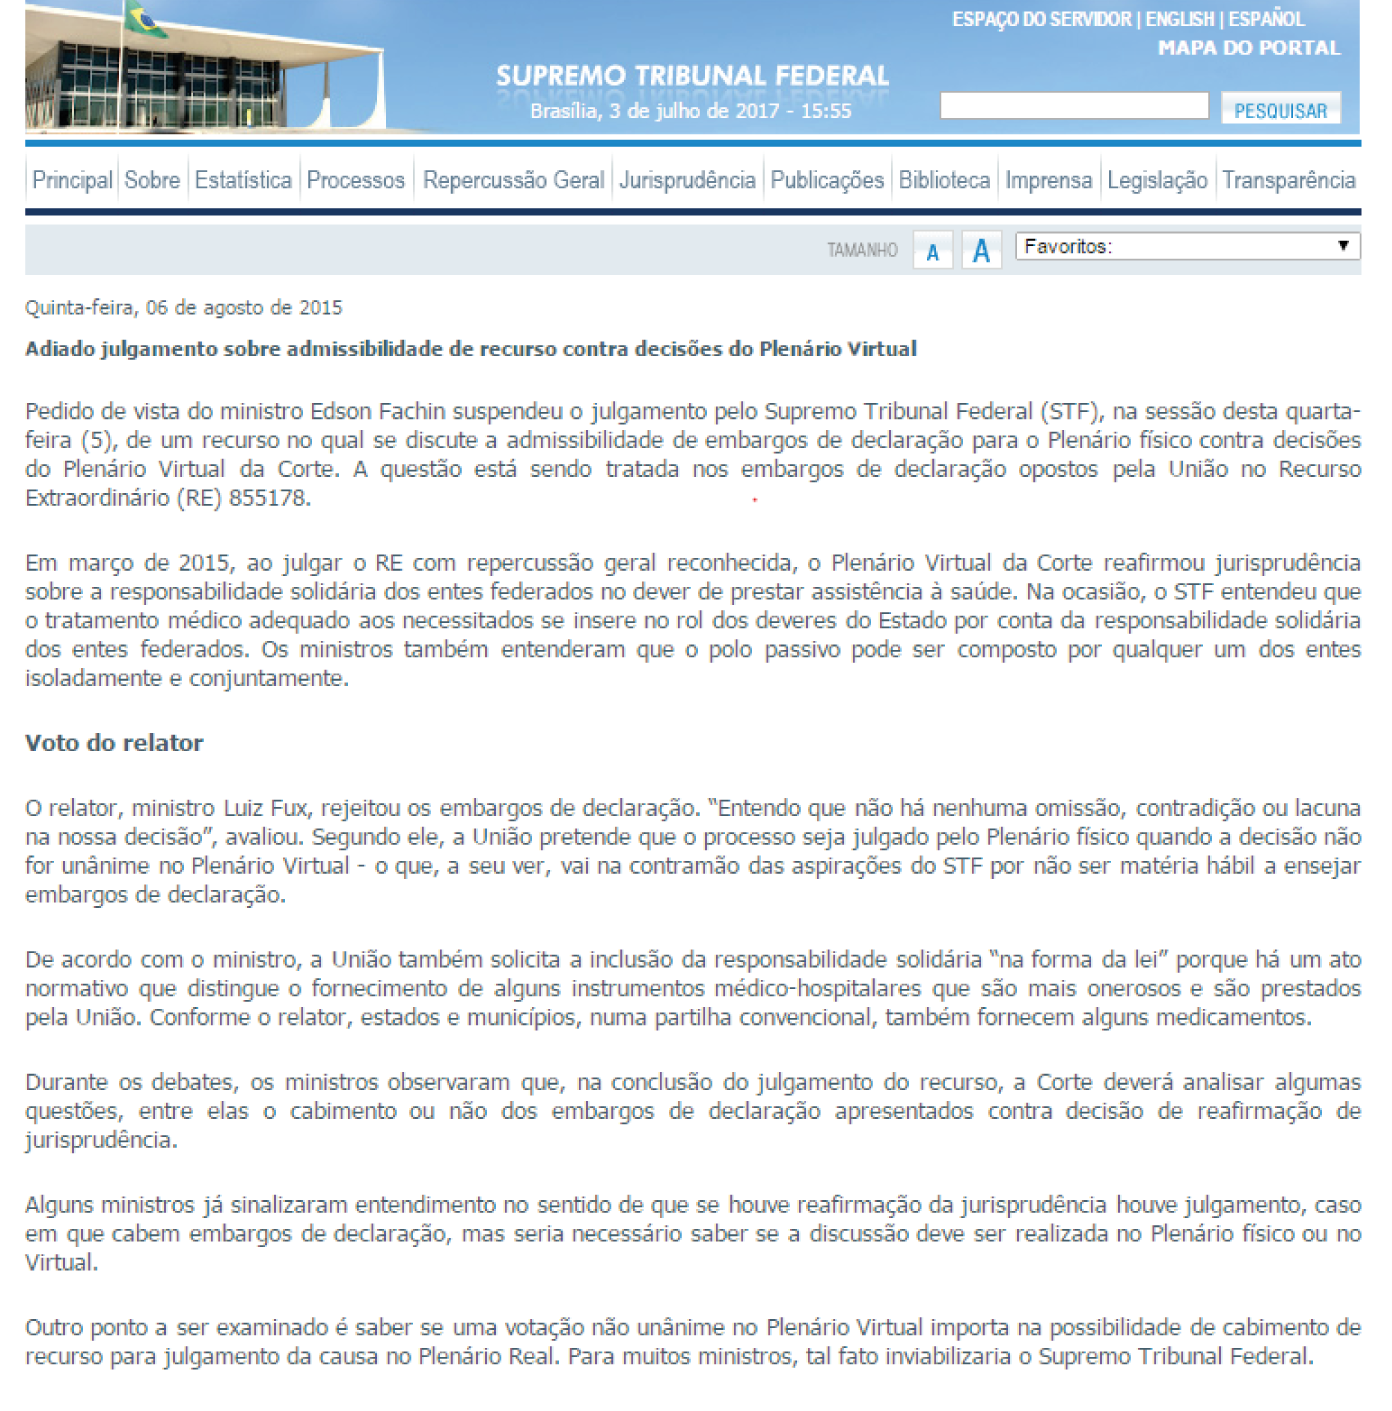 ESPAÇO DO SERVIDOR | ENGLISH | ESPAÑOL
MAPA DO PORTAL
SUPREMO TRIBUNAL FEDERAL
Brasília, 3 de julho de 2017 - 15:55
PESQUISAR
Principal Sobre Estatística Processos Repercussão Geral Jurisprudência Publicações Biblioteca Imprensa Legislação Transparência
TAMANHO A A Favoritos:
Quinta-feira, 06 de agosto de 2015
Adiado julgamento sobre admissibilidade de recurso contra decisões do Plenário Virtual
Pedido de vista do ministro Edson Fachin suspendeu o julgamento pelo Supremo Tribunal Federal (STF), na sessão desta quarta-
feira (5), de um recurso no qual se discute a admissibilidade de embargos de declaração para o Plenário físico contra decisões
do Plenário Virtual da Corte. A questão está sendo tratada nos embargos de declaração opostos pela União no Recurso
Extraordinário (RE) 855178.
Em março de 2015, ao julgar o RE com repercussão geral reconhecida, o Plenário Virtual da Corte reafirmou jurisprudência
sobre a responsabilidade solidária dos entes federados no dever de prestar assistência à saúde. Na ocasião, o STF entendeu que
o tratamento médico adequado aos necessitados se insere no rol dos deveres do Estado por conta da responsabilidade solidária
dos entes federados. Os ministros também entenderam que o polo passivo pode ser composto por qualquer um dos entes
isoladamente e conjuntamente.
Voto do relator
O relator, ministro Luiz Fux, rejeitou os embargos de declaração. “Entendo que não há nenhuma omissão, contradição ou lacuna
na nossa decisão”, avaliou. Segundo ele, a União pretende que o processo seja julgado pelo Plenário físico quando a decisão não
for unânime no Plenário Virtual - o que, a seu ver, vai na contramão das aspirações do STF por não ser matéria hábil a ensejar
embargos de declaração.
De acordo com o ministro, a União também solicita a inclusão da responsabilidade solidária “na forma da lei” porque há um ato
normativo que distingue o fornecimento de alguns instrumentos médico-hospitalares que são mais onerosos e são prestados
pela União. Conforme o relator, estados e municípios, numa partilha convencional, também fornecem alguns medicamentos.
Durante os debates, os ministros observaram que, na conclusão do julgamento do recurso, a Corte deverá analisar algumas
questões, entre elas o cabimento ou não dos embargos de declaração apresentados contra decisão de reafirmação de
jurisprudência.
Alguns ministros já sinalizaram entendimento no sentido de que se houve reafirmação da jurisprudência houve julgamento, caso
em que cabem embargos de declaração, mas seria necessário saber se a discussão deve ser realizada no Plenário físico ou no
Virtual.
Outro ponto a ser examinado é saber se uma votação não unânime no Plenário Virtual importa na possibilidade de cabimento de
recurso para julgamento da causa no Plenário Real. Para muitos ministros, tal fato inviabilizaria o Supremo Tribunal Federal.